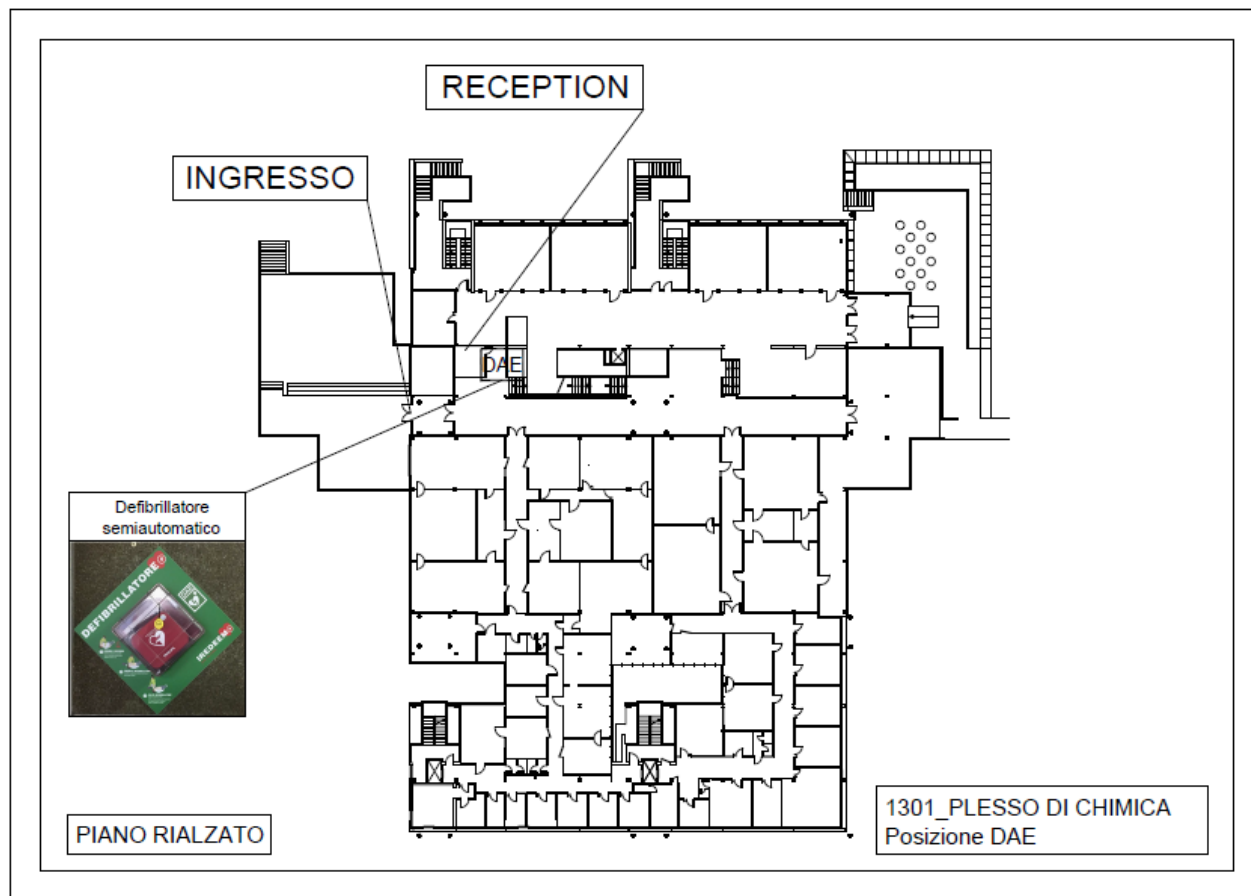 RECEPTION
INGRESSO
DAE
Defibrillatore
semiautomatico
DEFIBRILLATORE
IREDEEM
PIANO RIALZATO
1301_PLESSO DI CHIMICA
Posizione DAE